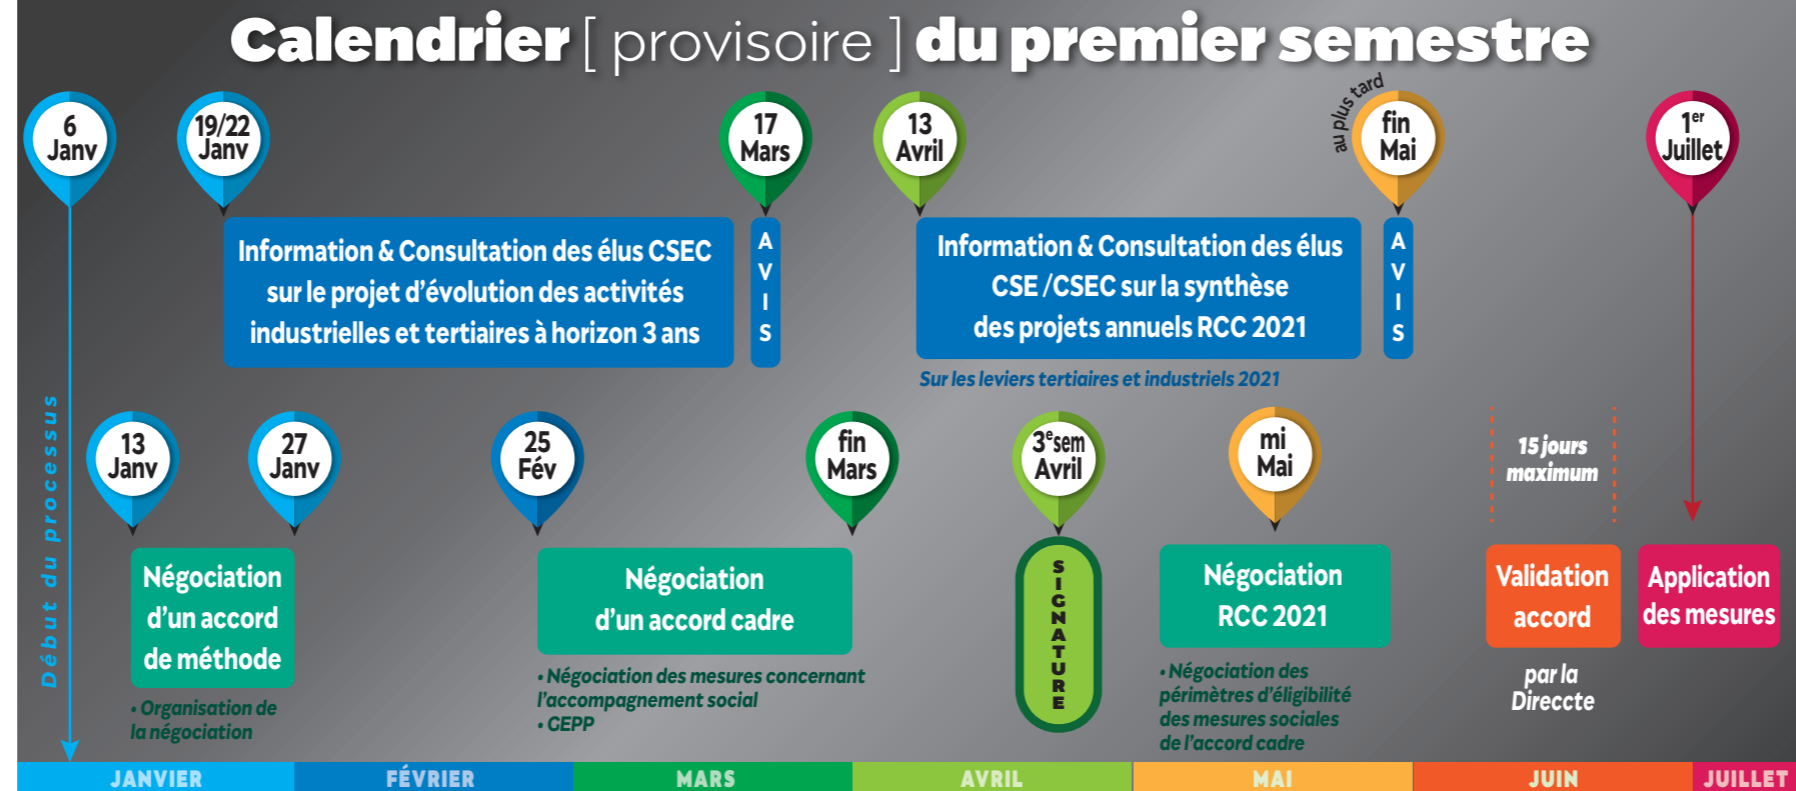 Calendrier [ provisoire ] du premier semestre
6
Janv
19/22
Janv
17
Mars
13
Avril
au plus tard
fin
Mai
1er
Juillet
Information & Consultation des élus CSEC
sur le projet d'évolution des activités
industrielles et tertiaires à horizon 3 ans
AVIS
Information & Consultation des élus
CSE /CSEC sur la synthèse
des projets annuels RCC 2021
AVIS
Sur les leviers tertiaires et industriels 2021
Début du processus
13
Janv
27
Janv
25
Fév
fin
Mars
3e sem
Avril
mi
Mai
15 jours
maximum
Négociation
d'un accord
de méthode
• Organisation de
la négociation
Négociation
d'un accord cadre
• Négociation des mesures concernant
l'accompagnement social
• GEPP
SIGNATURE
Négociation
RCC 2021
• Négociation des
périmètres d'éligibilité
des mesures sociales
de l'accord cadre
Validation
accord
par la
Direccte
Application
des mesures
JANVIER
FÉVRIER
MARS
AVRIL
MAI
JUIN
JUILLET